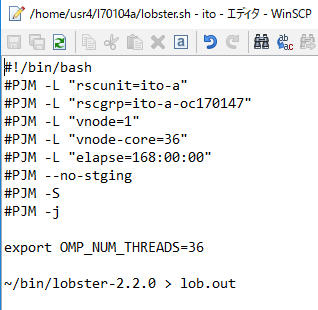 /home/usr4/l70104a/lobster.sh - ito - エディタ - WinSCP
#!/bin/bash
#PJM -L "rscunit=ito-a"
#PJM -L "rscgrp=ito-a-oc170147"
#PJM -L "vnode=1"
#PJM -L "vnode-core=36"
#PJM -L "elapse=168:00:00"
#PJM --no-stging
#PJM -S
#PJM -j
export OMP_NUM_THREADS=36
~/bin/lobster-2.2.0 > lob.out